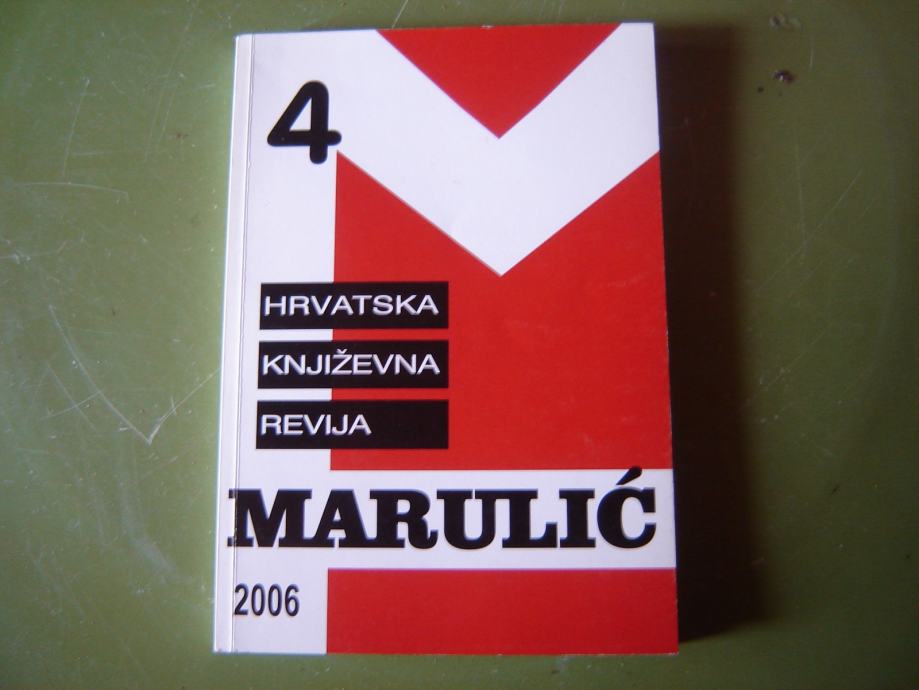 4
HRVATSKA
KNJIŽEVNA
REVIJA
MARULIĆ
2006